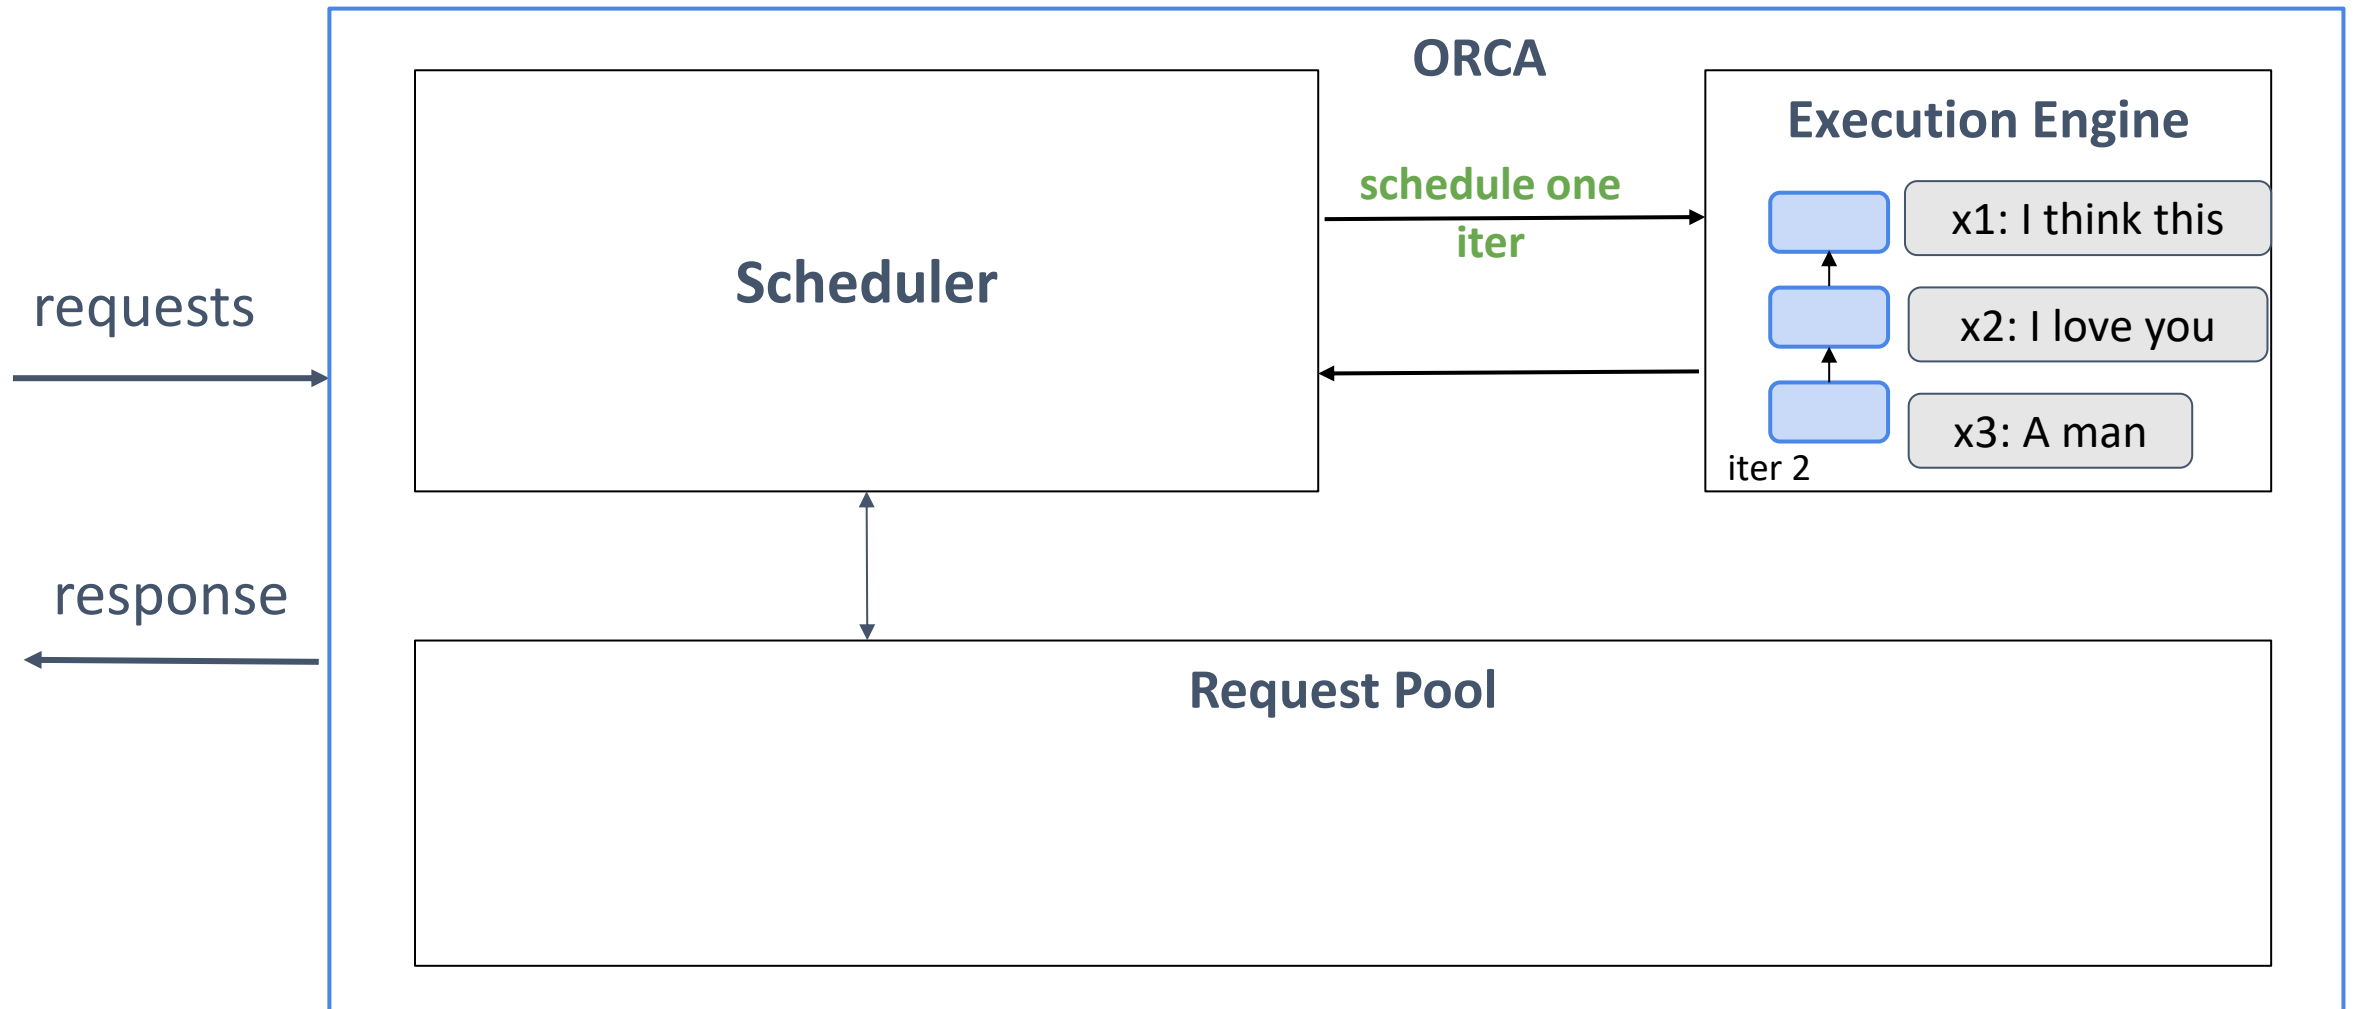 ORCA
requests
response
Scheduler
schedule one
iter
Execution Engine
x1: I think this
x2: I love you
x3: A man
iter 2
Request Pool